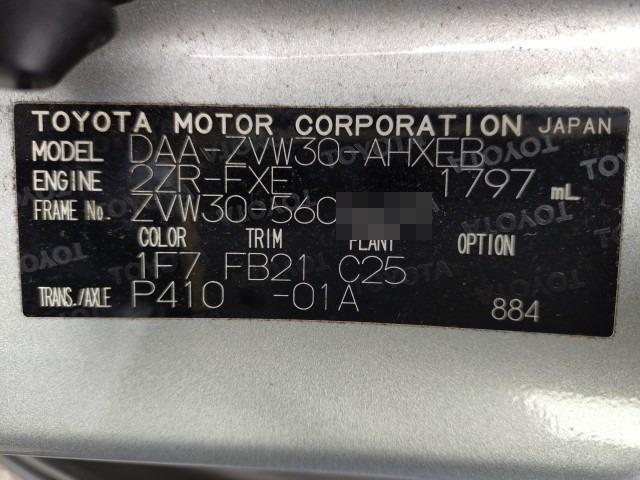 TOYOTA MOTOR CORPORATION JAPAN
MODEL DAA-ZVW30-AHXEB
ENGINE 2ZR-FXE 1797 mL
FRAME No. ZVW30-560
COLOR TRIM PLANT OPTION
1F7 FB21 C25
TRANS./AXLE P410 -01A 884